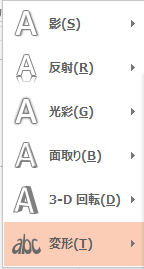 影(S)
反射(R)
光彩(G)
面取り(B)
3-D 回転(D)
abc 変形(T)